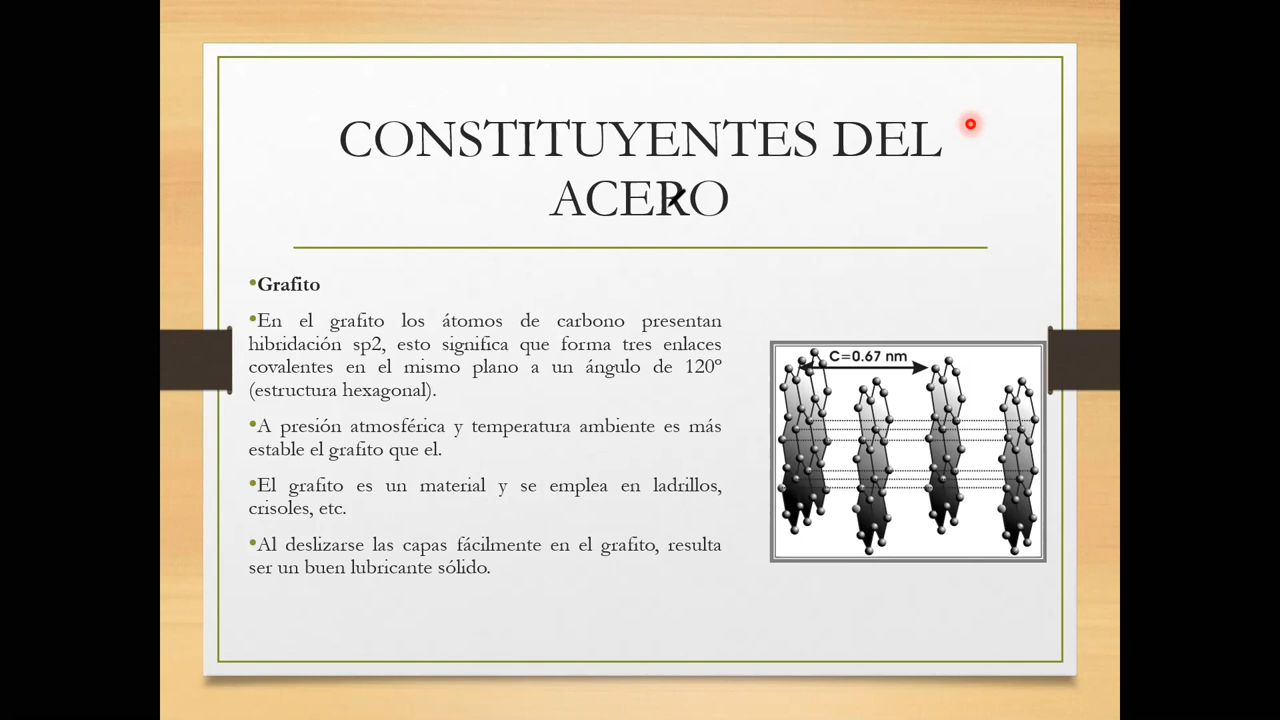 CONSTITUYENTES DEL
ACERO
•Grafito
•En el grafito los átomos de carbono presentan
hibridación sp2, esto significa que forma tres enlaces
covalentes en el mismo plano a un ángulo de 120º
(estructura hexagonal).
•A presión atmosférica y temperatura ambiente es más
estable el grafito que el.
•El grafito es un material y se emplea en ladrillos,
crisoles, etc.
•Al deslizarse las capas fácilmente en el grafito, resulta
ser un buen lubricante sólido.
C=0.67 nm